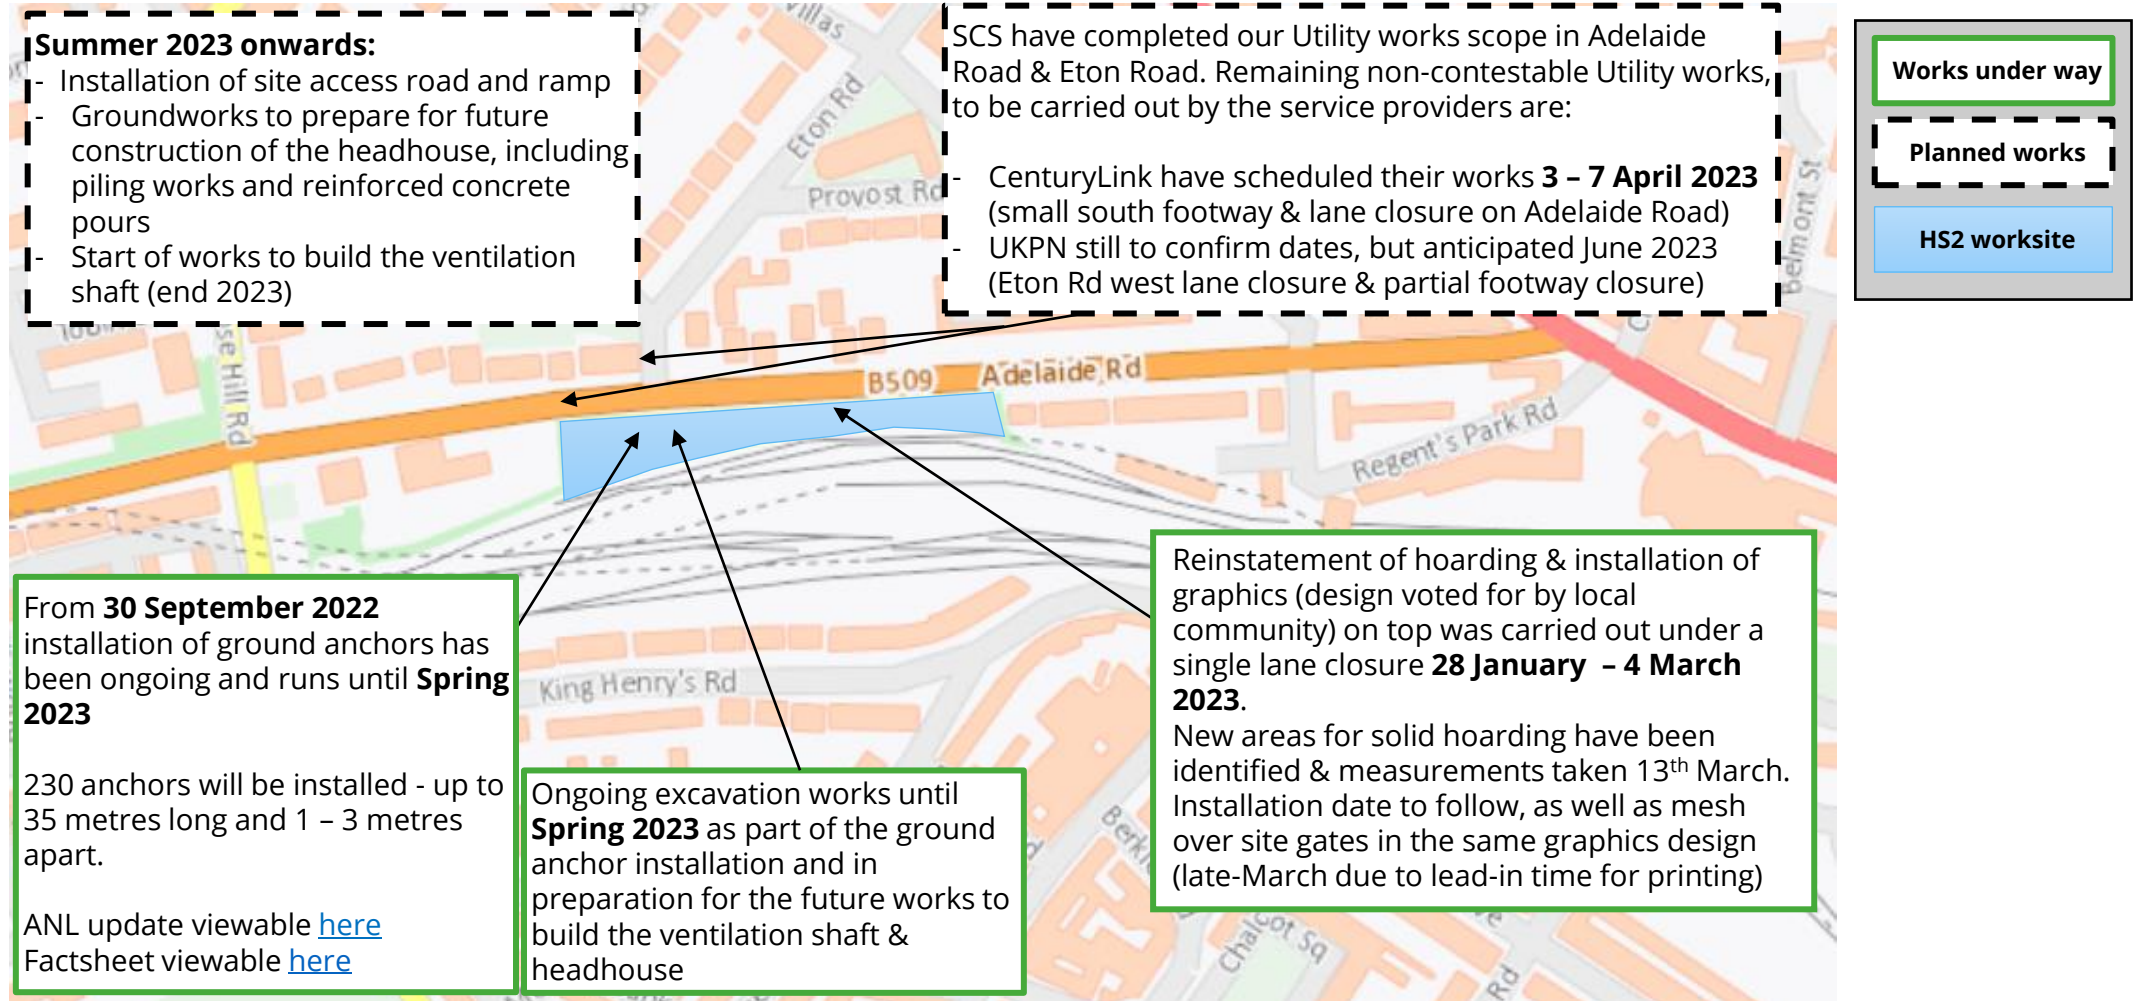 Summer 2023 onwards:
- Installation of site access road and ramp
- Groundworks to prepare for future
construction of the headhouse, including
piling works and reinforced concrete
pours
- Start of works to build the ventilation
shaft (end 2023)
SCS have completed our Utility works scope in Adelaide
Road & Eton Road. Remaining non-contestable Utility works,
to be carried out by the service providers are:
- CenturyLink have scheduled their works 3 – 7 April 2023
(small south footway & lane closure on Adelaide Road)
- UKPN still to confirm dates, but anticipated June 2023
(Eton Rd west lane closure & partial footway closure)
Works under way
Planned works
HS2 worksite
Villas
Eton Rd
Provost Rd
Belmont St
Hill Rd
B509
Adelaide Rd
Regent's Park Rd
King Henry's Rd
Chalcot Sq
Rd
From 30 September 2022
installation of ground anchors has
been ongoing and runs until Spring
2023
230 anchors will be installed - up to
35 metres long and 1 – 3 metres
apart.
ANL update viewable here
Factsheet viewable here
Ongoing excavation works until
Spring 2023 as part of the ground
anchor installation and in
preparation for the future works to
build the ventilation shaft &
headhouse
Reinstatement of hoarding & installation of
graphics (design voted for by local
community) on top was carried out under a
single lane closure 28 January – 4 March
2023.
New areas for solid hoarding have been
identified & measurements taken 13th March.
Installation date to follow, as well as mesh
over site gates in the same graphics design
(late-March due to lead-in time for printing)